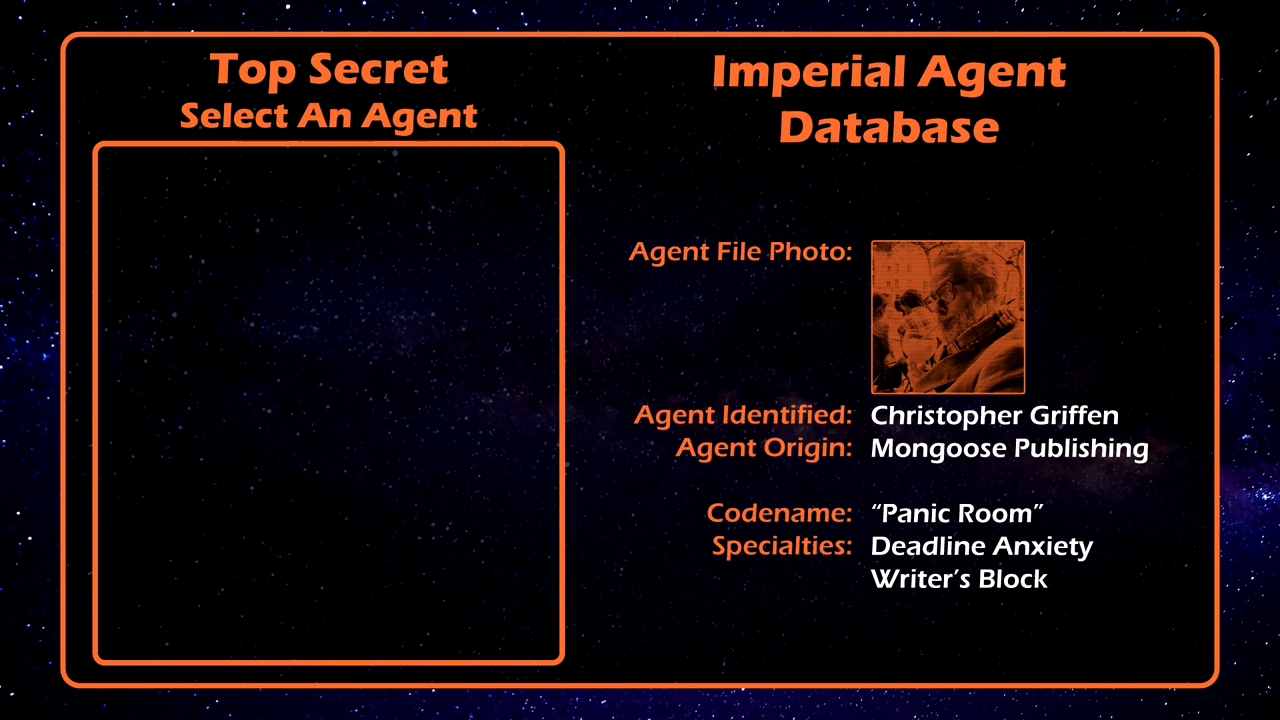 Top Secret
Select An Agent
Imperial Agent
Database
Agent File Photo:
Agent Identified: Christopher Griffen
Agent Origin: Mongoose Publishing
Codename: “Panic Room”
Specialties: Deadline Anxiety
Writer’s Block